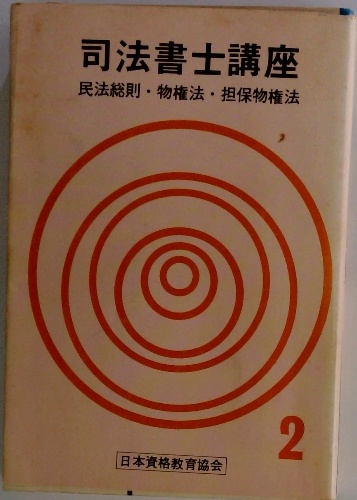 司法書士講座
民法総則・物権法・担保物権法
2
日本資格教育協会